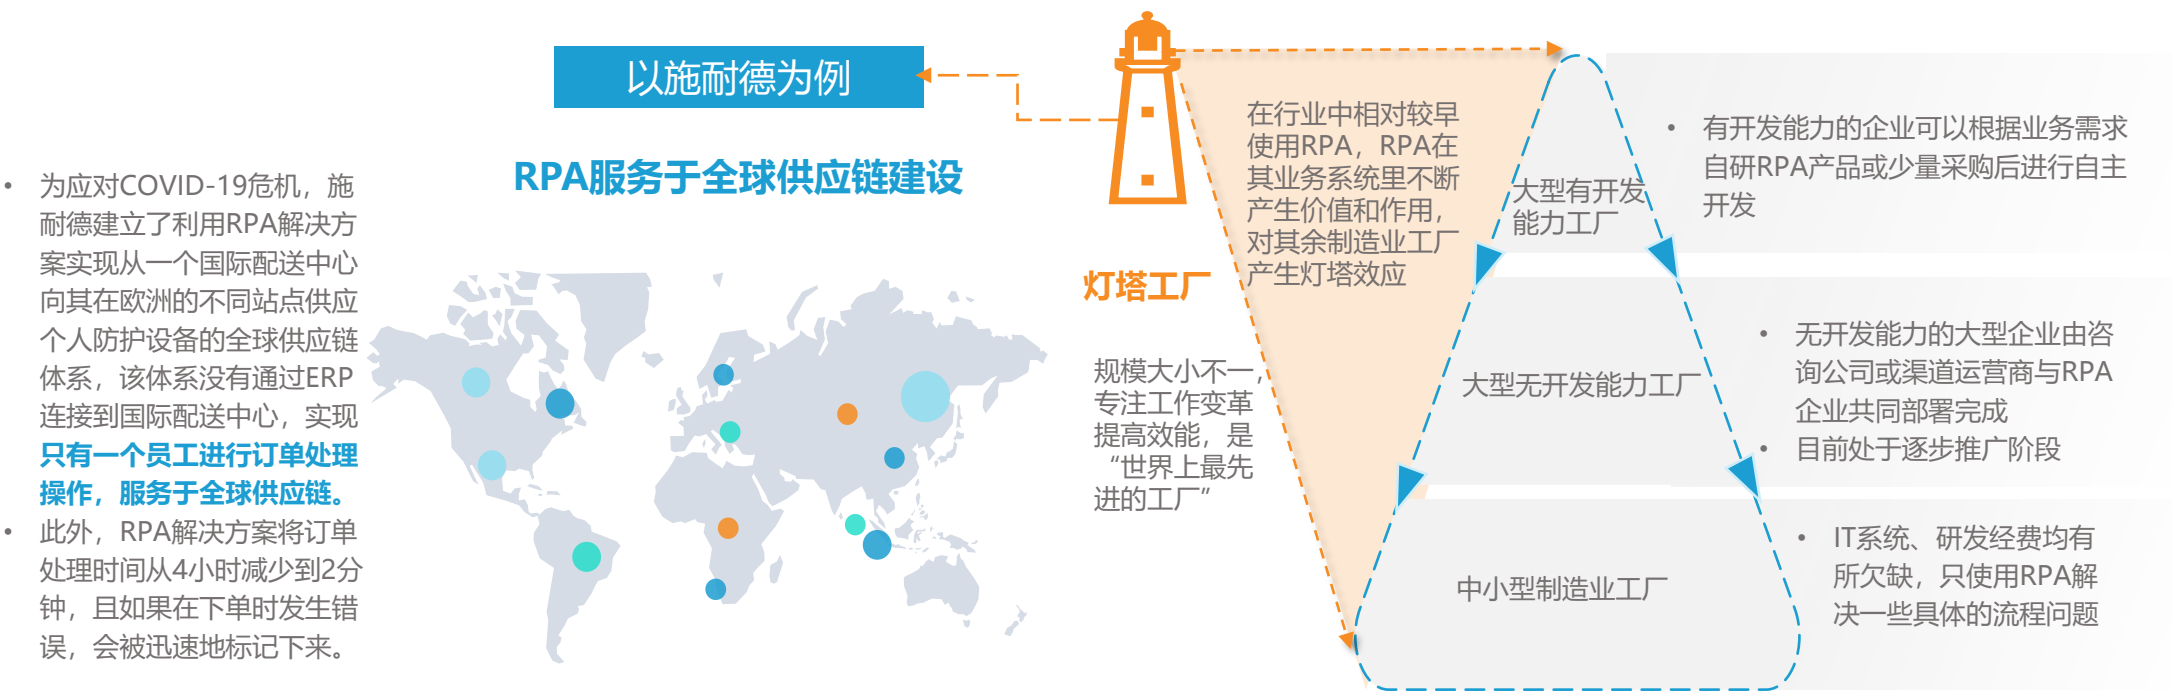 以施耐德为例
RPA服务于全球供应链建设
• 为应对COVID-19危机，施
耐德建立了利用RPA解决方
案实现从一个国际配送中心
向其在欧洲的不同站点供应
个人防护设备的全球供应链
体系，该体系没有通过ERP
连接到国际配送中心，实现
只有一个员工进行订单处理
操作，服务于全球供应链。
• 此外，RPA解决方案将订单
处理时间从4小时减少到2分
钟，且如果在下单时发生错
误，会被迅速地标记下来。
灯塔工厂
规模大小不一，
专注工作变革
提高效能，是
“世界上最先
进的工厂”
在行业中相对较早
使用RPA，RPA在
其业务系统里不断
产生价值和作用，
对其余制造业工厂
产生灯塔效应
大型有开发
能力工厂
• 有开发能力的企业可以根据业务需求
自研RPA产品或少量采购后进行自主
开发
大型无开发能力工厂
• 无开发能力的大型企业由咨
询公司或渠道运营商与RPA
企业共同部署完成
• 目前处于逐步推广阶段
中小型制造业工厂
• IT系统、研发经费均有
所欠缺，只使用RPA解
决一些具体的流程问题